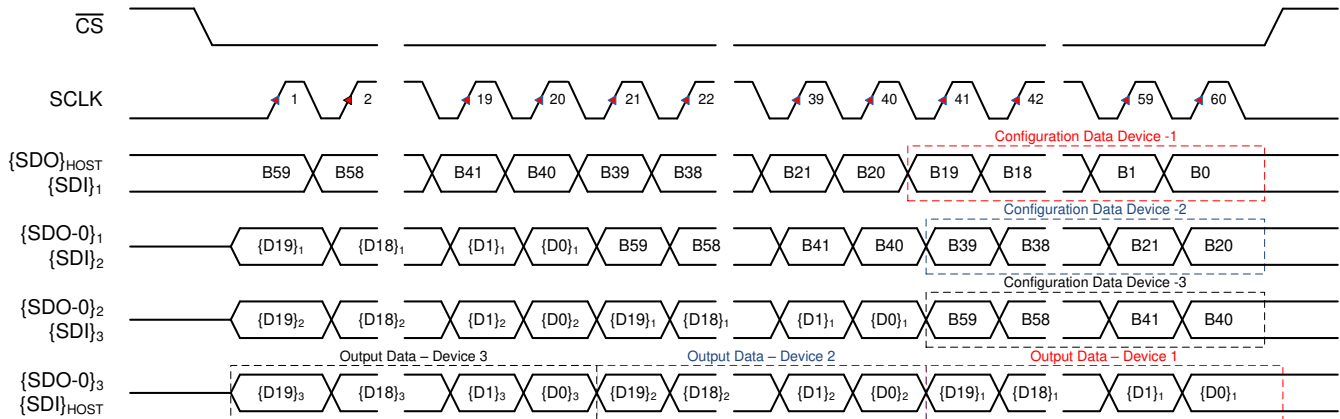 CS
SCLK 1 2 19 20 21 22 39 40 41 42 59 60
Configuration Data Device -1
{SDO}HOST
{SDI}1
B59 B58 B41 B40 B39 B38 B21 B20 B19 B18 B1 B0
Configuration Data Device -2
{SDO-0}1
{SDI}2
{D19}1 {D18}1 {D1}1 {D0}1 B59 B58 B41 B40 B39 B38 B21 B20
Configuration Data Device -3
{SDO-0}2
{SDI}3
{D19}2 {D18}2 {D1}2 {D0}2 {D19}1 {D18}1 {D1}1 {D0}1 B59 B58 B41 B40
Output Data – Device 3 Output Data – Device 2 Output Data – Device 1
{SDO-0}3
{SDI}HOST
{D19}3 {D18}3 {D1}3 {D0}3 {D19}2 {D18}2 {D1}2 {D0}2 {D19}1 {D18}1 {D1}1 {D0}1